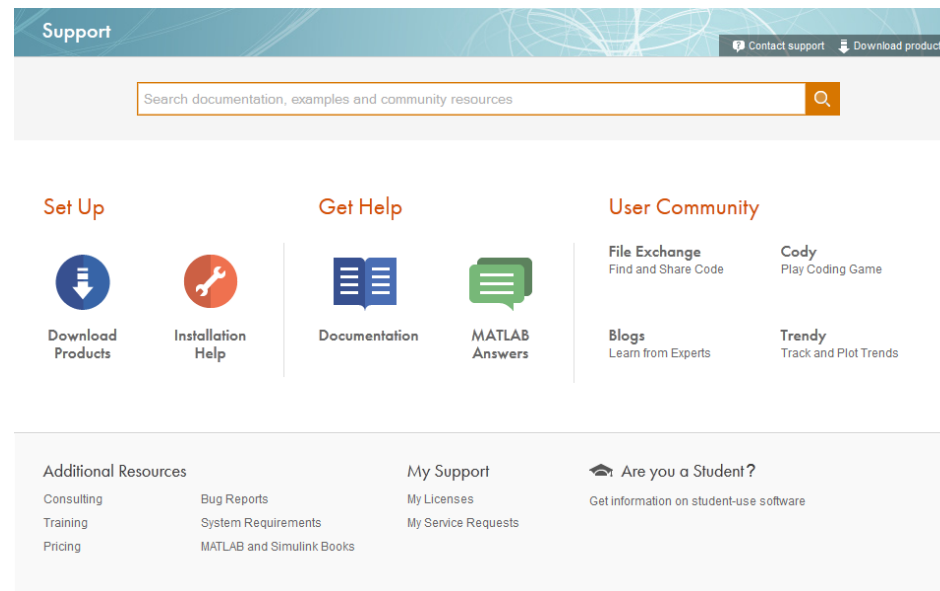 Support
Contact support Download product
Search documentation, examples and community resources
Set Up
Download
Products
Installation
Help
Get Help
Documentation
MATLAB
Answers
User Community
File Exchange
Find and Share Code
Cody
Play Coding Game
Blogs
Learn from Experts
Trendy
Track and Plot Trends
Additional Resources
Consulting
Training
Pricing
Bug Reports
System Requirements
MATLAB and Simulink Books
My Support
My Licenses
My Service Requests
Are you a Student?
Get information on student-use software